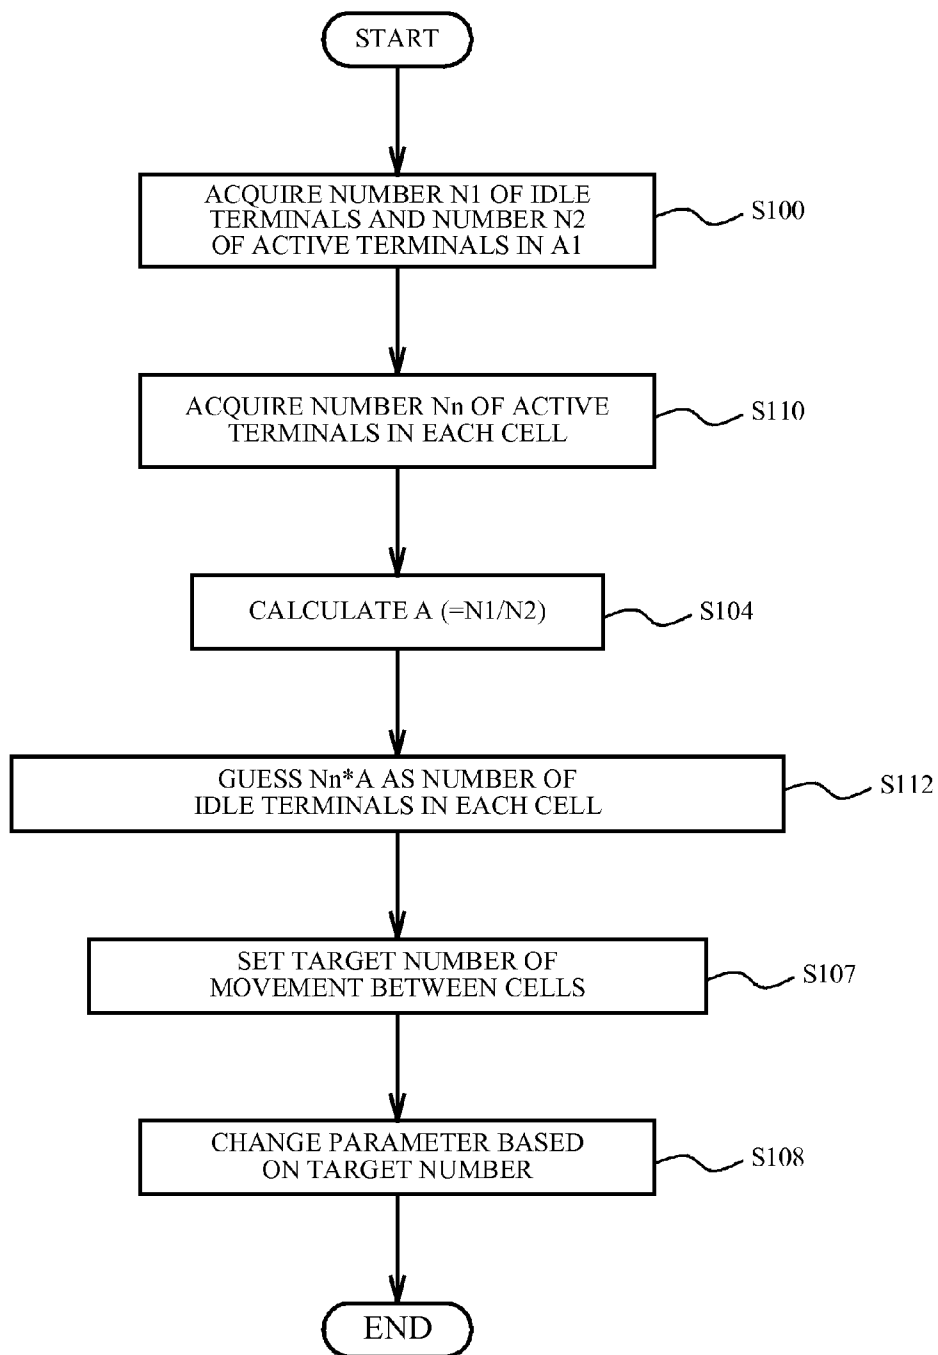 START
ACQUIRE NUMBER N1 OF IDLE
TERMINALS AND NUMBER N2
OF ACTIVE TERMINALS IN A1
S100
ACQUIRE NUMBER Nn OF ACTIVE
TERMINALS IN EACH CELL
S110
CALCULATE A (=N1/N2)
S104
GUESS Nn*A AS NUMBER OF
IDLE TERMINALS IN EACH CELL
S112
SET TARGET NUMBER OF
MOVEMENT BETWEEN CELLS
S107
CHANGE PARAMETER BASED
ON TARGET NUMBER
S108
END